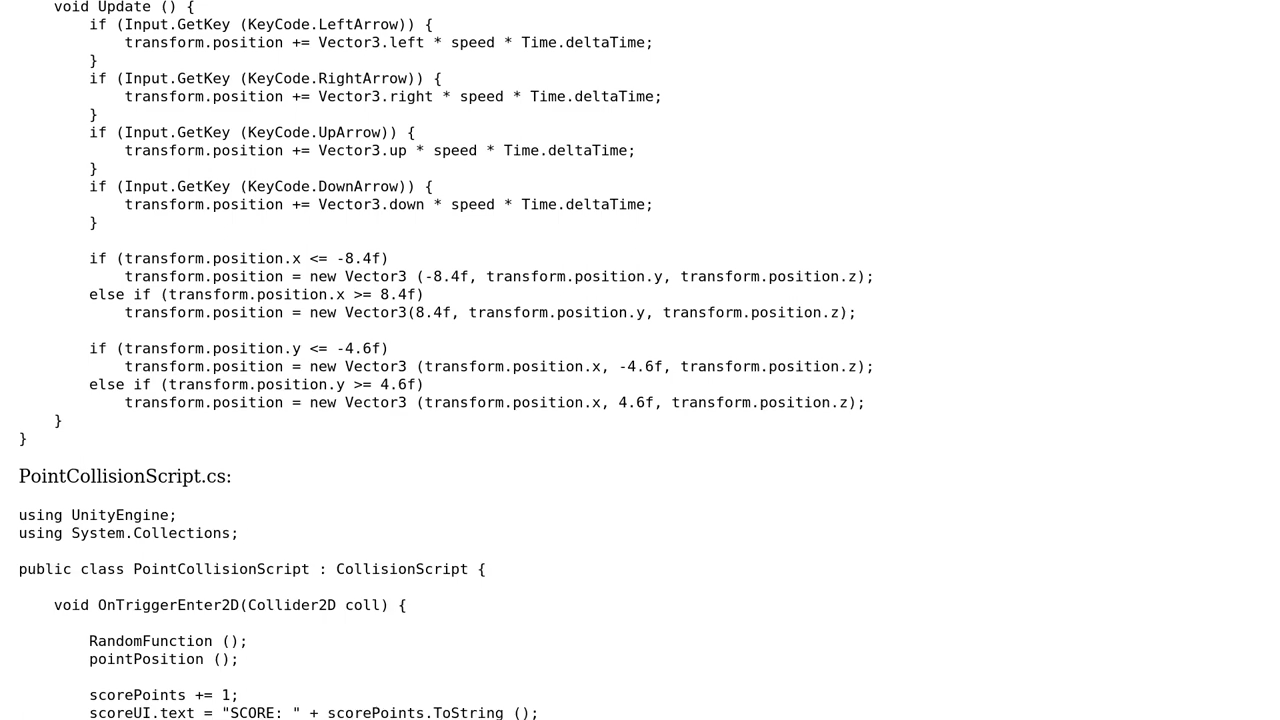 void Update () {
if (Input.GetKey (KeyCode.LeftArrow)) {
transform.position += Vector3.left * speed * Time.deltaTime;
}
if (Input.GetKey (KeyCode.RightArrow)) {
transform.position += Vector3.right * speed * Time.deltaTime;
}
if (Input.GetKey (KeyCode.UpArrow)) {
transform.position += Vector3.up * speed * Time.deltaTime;
}
if (Input.GetKey (KeyCode.DownArrow)) {
transform.position += Vector3.down * speed * Time.deltaTime;
}
if (transform.position.x <= -8.4f)
transform.position = new Vector3 (-8.4f, transform.position.y, transform.position.z);
else if (transform.position.x >= 8.4f)
transform.position = new Vector3(8.4f, transform.position.y, transform.position.z);
if (transform.position.y <= -4.6f)
transform.position = new Vector3 (transform.position.x, -4.6f, transform.position.z);
else if (transform.position.y >= 4.6f)
transform.position = new Vector3 (transform.position.x, 4.6f, transform.position.z);
}
}
PointCollisionScript.cs:
using UnityEngine;
using System.Collections;
public class PointCollisionScript : CollisionScript {
void OnTriggerEnter2D(Collider2D coll) {
RandomFunction ();
pointPosition ();
scorePoints += 1;
scoreUI.text = "SCORE: " + scorePoints.ToString ();